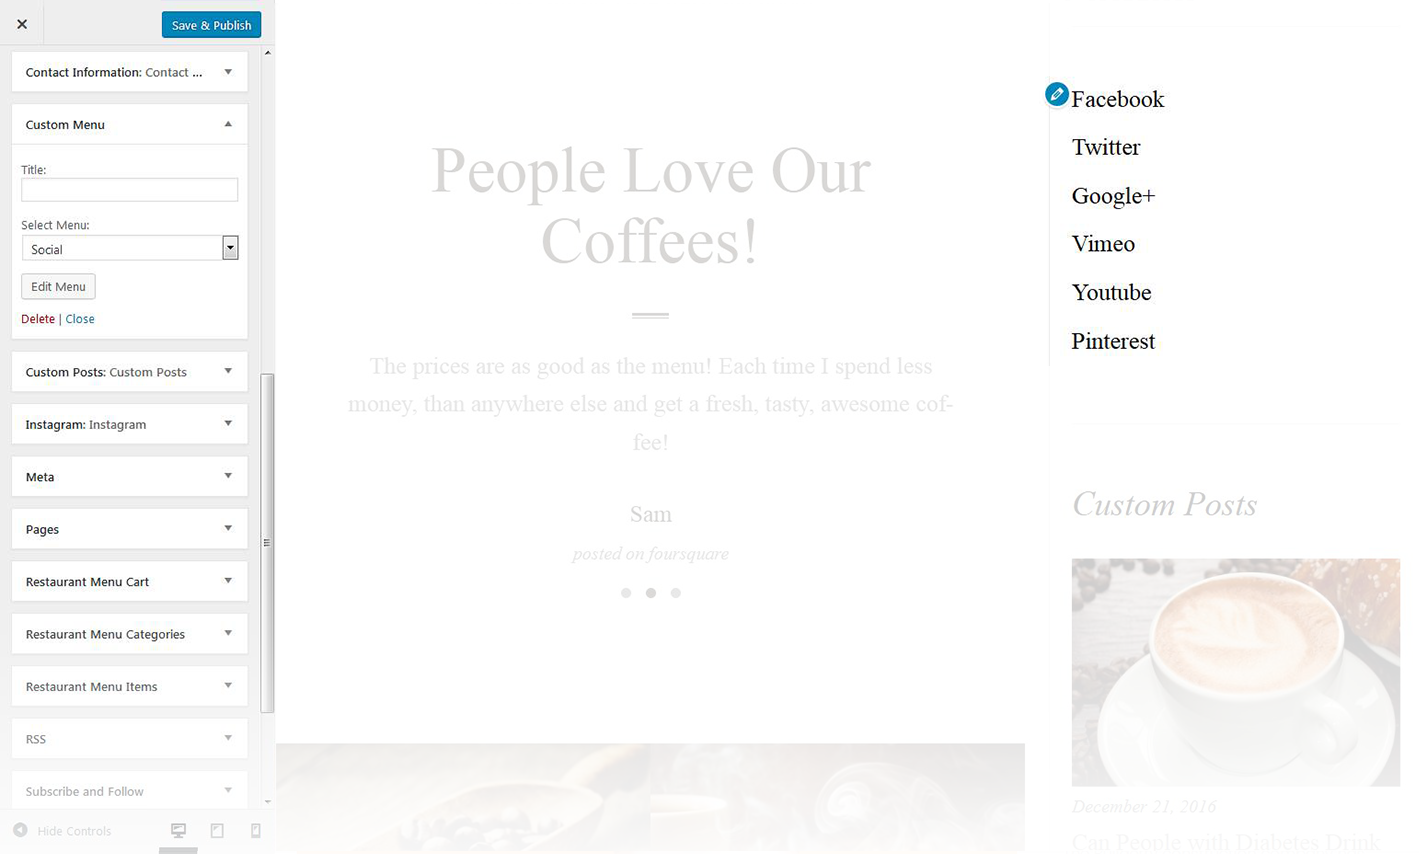 Save & Publish
Contact Information: Contact ...
Custom Menu
Title:
Select Menu:
Social
Edit Menu
Delete | Close
Custom Posts: Custom Posts
Instagram: Instagram
Meta
Pages
Restaurant Menu Cart
Restaurant Menu Categories
Restaurant Menu Items
RSS
Subscribe and Follow
Hide Controls
People Love Our
Coffees!
The prices are as good as the menu! Each time I spend less
money, than anywhere else and get a fresh, tasty, awesome cof-
fee!
Sam
posted on foursquare
Facebook
Twitter
Google+
Vimeo
Youtube
Pinterest
Custom Posts
December 21, 2016
Can People with Diabetes Drink